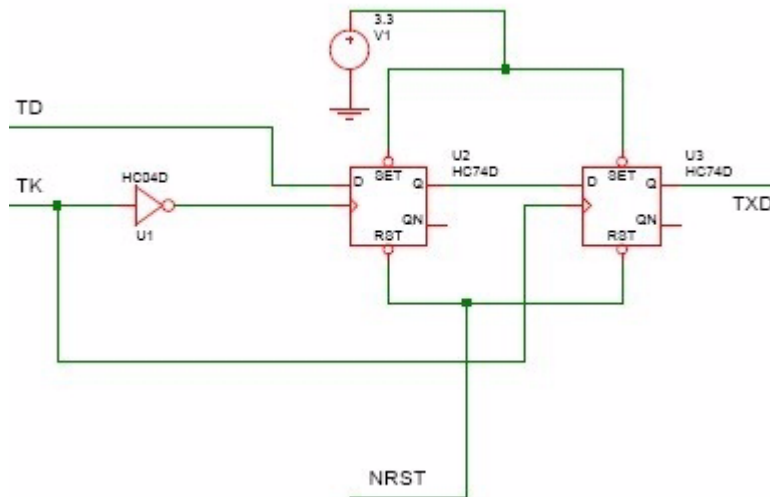 3.3
V1
TD
TK
HC04D
U1
D
SET
Q
QN
RST
U2
HC74D
D
SET
Q
QN
RST
U3
HC74D
TXD
NRST